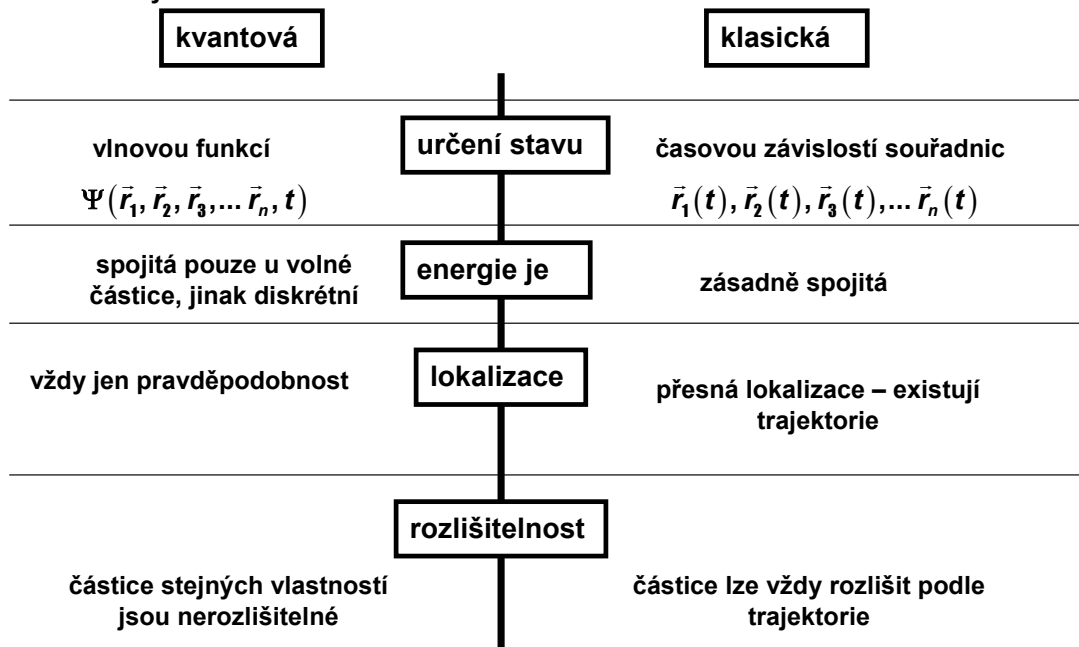 kvantová
klasická
vlnovou funkcí
určení stavu
časovou závislostí souřadnic
Ψ(r⃗₁, r⃗₂, r⃗₃,... r⃗ₙ, t)
r⃗₁(t), r⃗₂(t), r⃗₃(t),... r⃗ₙ(t)
spojitá pouze u volné
částice, jinak diskrétní
energie je
zásadně spojitá
vždy jen pravděpodobnost
lokalizace
přesná lokalizace – existují
trajektorie
rozlišitelnost
částice stejných vlastností
jsou nerozlišitelné
částice lze vždy rozlišit podle
trajektorie